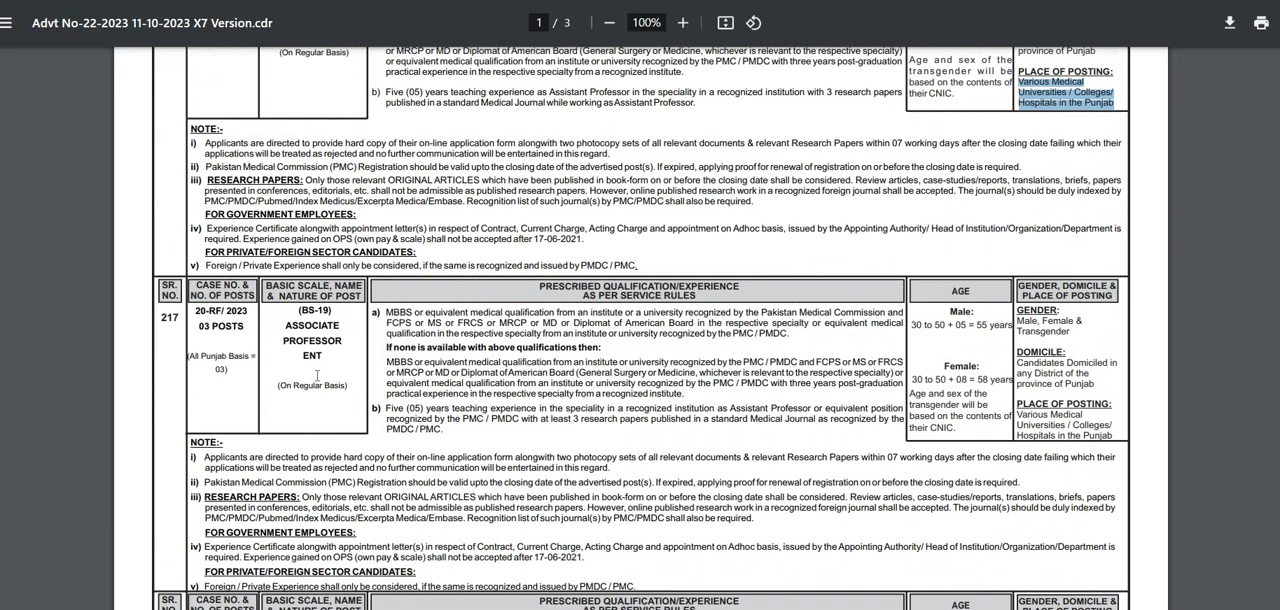 Advt No-22-2023 11-10-2023 X7 Version.cdr
1 / 3
100%
(On Regular Basis)
or MRCP or MD or Diplomat of American Board (General Surgery or Medicine, whichever is relevant to the respective specialty)
or equivalent medical qualification from an institute or university recognized by the PMC / PMDC with three years post-graduation
practical experience in the respective specialty from a recognized institute.
b) Five (05) years teaching experience as Assistant Professor in the speciality in a recognized institution with 3 research papers
published in a standard Medical Journal while working as Assistant Professor.
Age and sex of the
transgender will be
based on the contents of
their CNIC.
province of Punjab
PLACE OF POSTING:
Various Medical
Universities / Colleges/
Hospitals in the Punjab
NOTE:-
i) Applicants are directed to provide hard copy of their on-line application form alongwith two photocopy sets of all relevant documents & relevant Research Papers within 07 working days after the closing date failing which their
applications will be treated as rejected and no further communication will be entertained in this regard.
ii) Pakistan Medical Commission (PMC) Registration should be valid upto the closing date of the advertised post(s). If expired, applying proof for renewal of registration on or before the closing date is required.
iii) RESEARCH PAPERS: Only those relevant ORIGINAL ARTICLES which have been published in book-form on or before the closing date shall be considered. Review articles, case-studies/reports, translations, briefs, papers
presented in conferences, editorials, etc. shall not be admissible as published research papers. However, online published research work in a recognized foreign journal shall be accepted. The journal(s) should be duly indexed by
PMC/PMDC/Pubmed/Index Medicus/Excerpta Medica/Embase. Recognition list of such journal(s) by PMC/PMDC shall also be required.
FOR GOVERNMENT EMPLOYEES:
iv) Experience Certificate alongwith appointment letter(s) in respect of Contract, Current Charge, Acting Charge and appointment on Adhoc basis, issued by the Appointing Authority/ Head of Institution/Organization/Department is
required. Experience gained on OPS (own pay & scale) shall not be accepted after 17-06-2021.
FOR PRIVATE/FOREIGN SECTOR CANDIDATES:
v) Foreign / Private Experience shall only be considered, if the same is recognized and issued by PMDC / PMC.
SR. NO.
CASE NO. & NO. OF POSTS
BASIC SCALE, NAME & NATURE OF POST
PRESCRIBED QUALIFICATION/EXPERIENCE
AS PER SERVICE RULES
AGE
GENDER, DOMICILE & PLACE OF POSTING
217
20-RF/ 2023
03 POSTS
(All Punjab Basis =
03)
(BS-19)
ASSOCIATE
PROFESSOR
ENT
(On Regular Basis)
a) MBBS or equivalent medical qualification from an institute or a university recognized by the Pakistan Medical Commission and
FCPS or MS or FRCS or MRCP or MD or Diplomat of American Board in the respective specialty or equivalent medical
qualification in the respective specialty from an institute or university recognized by the PMC / PMDC.
If none is available with above qualifications then:
MBBS or equivalent medical qualification from an institute or university recognized by the PMC / PMDC and FCPS or MS or FRCS
or MRCP or MD or Diplomat of American Board (General Surgery or Medicine, whichever is relevant to the respective specialty) or
equivalent medical qualification from an institute or university recognized by the PMC / PMDC with three years post-graduation
practical experience in the respective specialty from a recognized institute.
b) Five (05) years teaching experience in the speciality in a recognized institution as Assistant Professor or equivalent position
recognized by the PMC / PMDC with at least 3 research papers published in a standard Medical Journal as recognized by the
PMDC / PMC.
Male:
30 to 50 + 05 = 55 years
Female:
30 to 50 + 08 = 58 years
Age and sex of the
transgender will be
based on the contents of
their CNIC.
GENDER:
Male, Female &
Transgender
DOMICILE:
Candidates Domiciled in
any District of the
province of Punjab
PLACE OF POSTING:
Various Medical
Universities / Colleges/
Hospitals in the Punjab
NOTE:-
i) Applicants are directed to provide hard copy of their on-line application form alongwith two photocopy sets of all relevant documents & relevant Research Papers within 07 working days after the closing date failing which their
applications will be treated as rejected and no further communication will be entertained in this regard.
ii) Pakistan Medical Commission (PMC) Registration should be valid upto the closing date of the advertised post(s). If expired, applying proof for renewal of registration on or before the closing date is required.
iii) RESEARCH PAPERS: Only those relevant ORIGINAL ARTICLES which have been published in book-form on or before the closing date shall be considered. Review articles, case-studies/reports, translations, briefs, papers
presented in conferences, editorials, etc. shall not be admissible as published research papers. However, online published research work in a recognized foreign journal shall be accepted. The journal(s) should be duly indexed by
PMC/PMDC/Pubmed/Index Medicus/Excerpta Medica/Embase. Recognition list of such journal(s) by PMC/PMDC shall also be required.
FOR GOVERNMENT EMPLOYEES:
iv) Experience Certificate alongwith appointment letter(s) in respect of Contract, Current Charge, Acting Charge and appointment on Adhoc basis, issued by the Appointing Authority/ Head of Institution/Organization/Department is
required. Experience gained on OPS (own pay & scale) shall not be accepted after 17-06-2021.
FOR PRIVATE/FOREIGN SECTOR CANDIDATES:
v) Foreign / Private Experience shall only be considered, if the same is recognized and issued by PMDC / PMC.
SR. NO.
CASE NO. & NO. OF POSTS
BASIC SCALE, NAME & NATURE OF POST
PRESCRIBED QUALIFICATION/EXPERIENCE
AS PER SERVICE RULES
AGE
GENDER, DOMICILE & PLACE OF POSTING